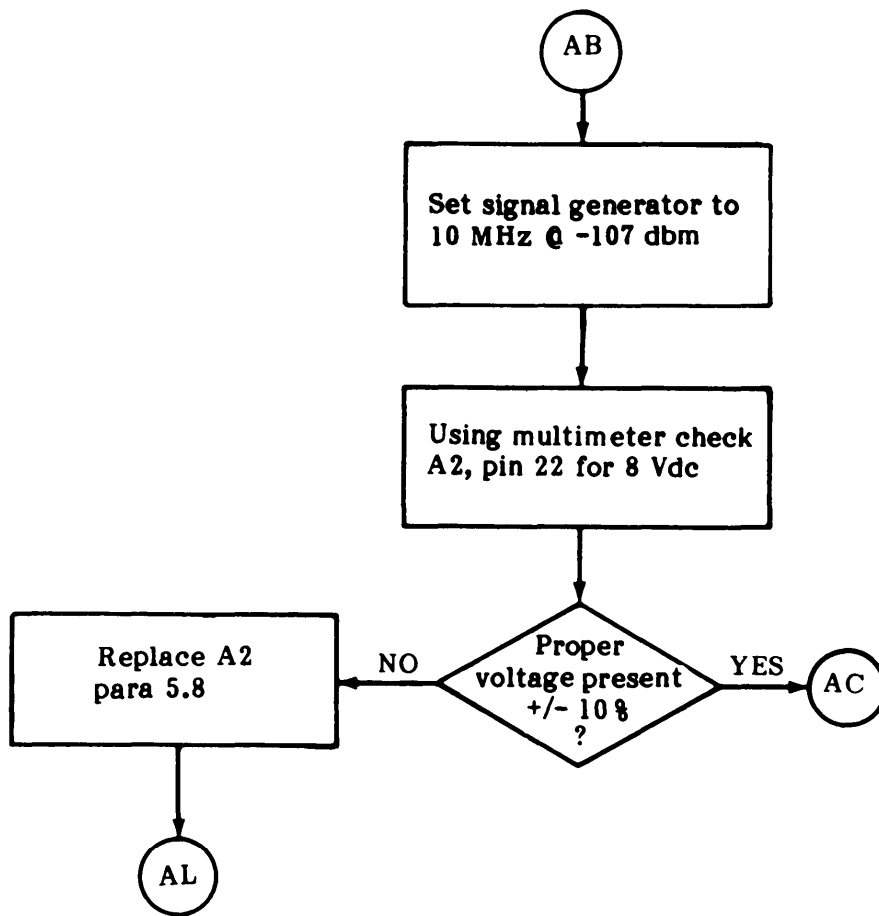 AB
Set signal generator to
10 MHz @ -107 dbm
Using multimeter check
A2, pin 22 for 8 Vdc
Proper
voltage present
+/- 10%
?
NO
YES
Replace A2
para 5.8
AC
AL